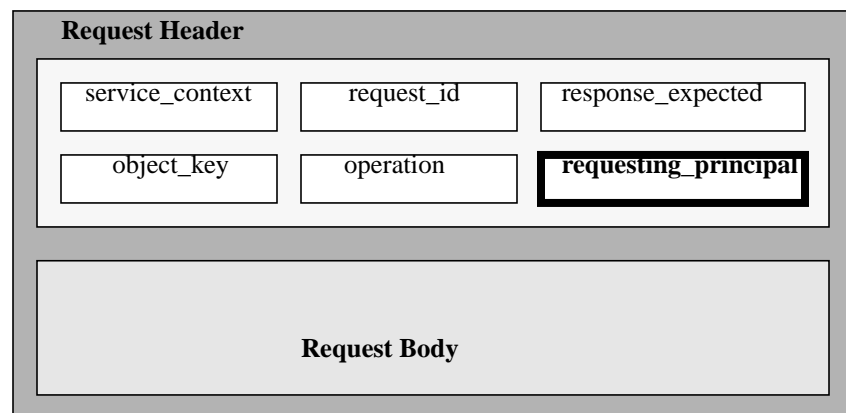 Request Header
service_context request_id response_expected
object_key operation requesting_principal
Request Body